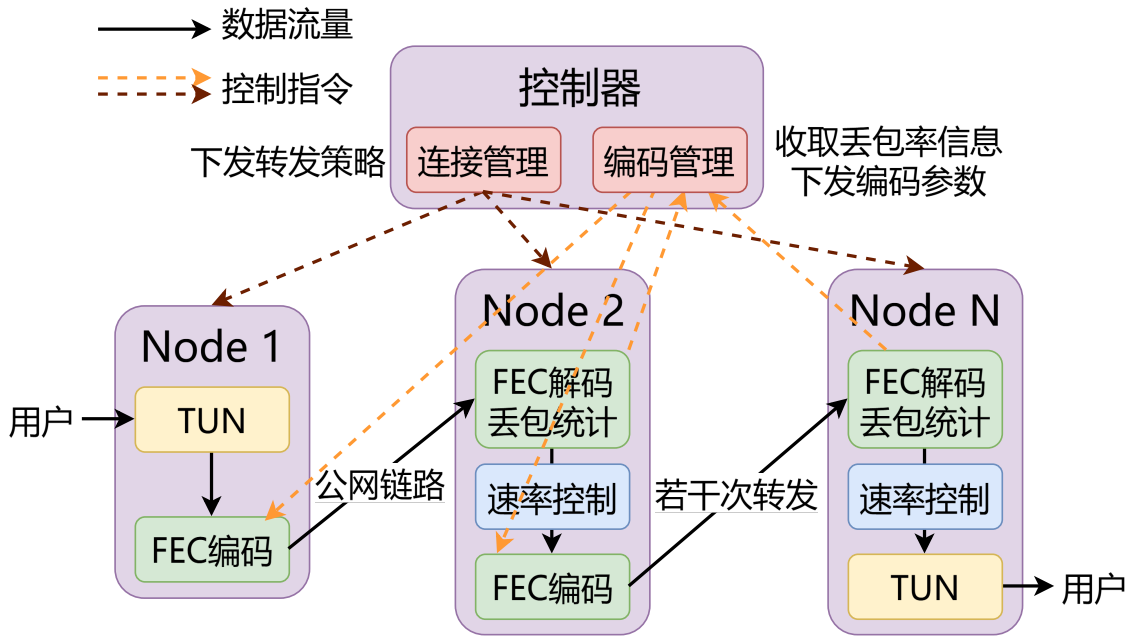 数据流量
控制指令
控制器
下发转发策略
连接管理
编码管理
收取丢包率信息
下发编码参数
Node 1
TUN
FEC编码
用户
公网链路
Node 2
FEC解码
丢包统计
速率控制
FEC编码
若干次转发
Node N
FEC解码
丢包统计
速率控制
TUN
用户